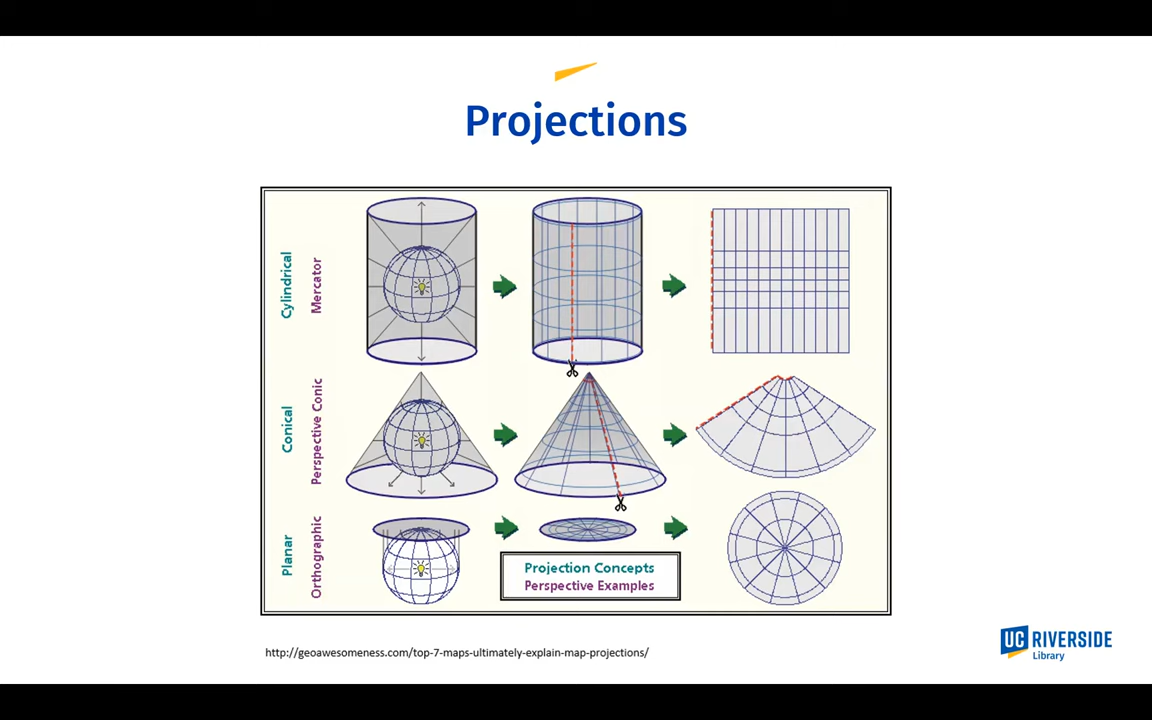 Projections
Cylindrical
Mercator
Conical
Perspective Conic
Planar
Orthographic
Projection Concepts
Perspective Examples
http://geoawesomeness.com/top-7-maps-ultimately-explain-map-projections/
UC RIVERSIDE
Library